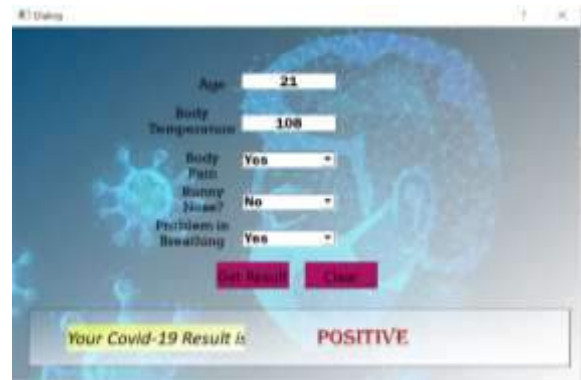 Dialog ? ×
Age 21
Body
Temperature 108
Body
Pain Yes
Runny
Nose? No
Problem in
Breathing Yes
Get Result Clear
Your Covid-19 Result is POSITIVE